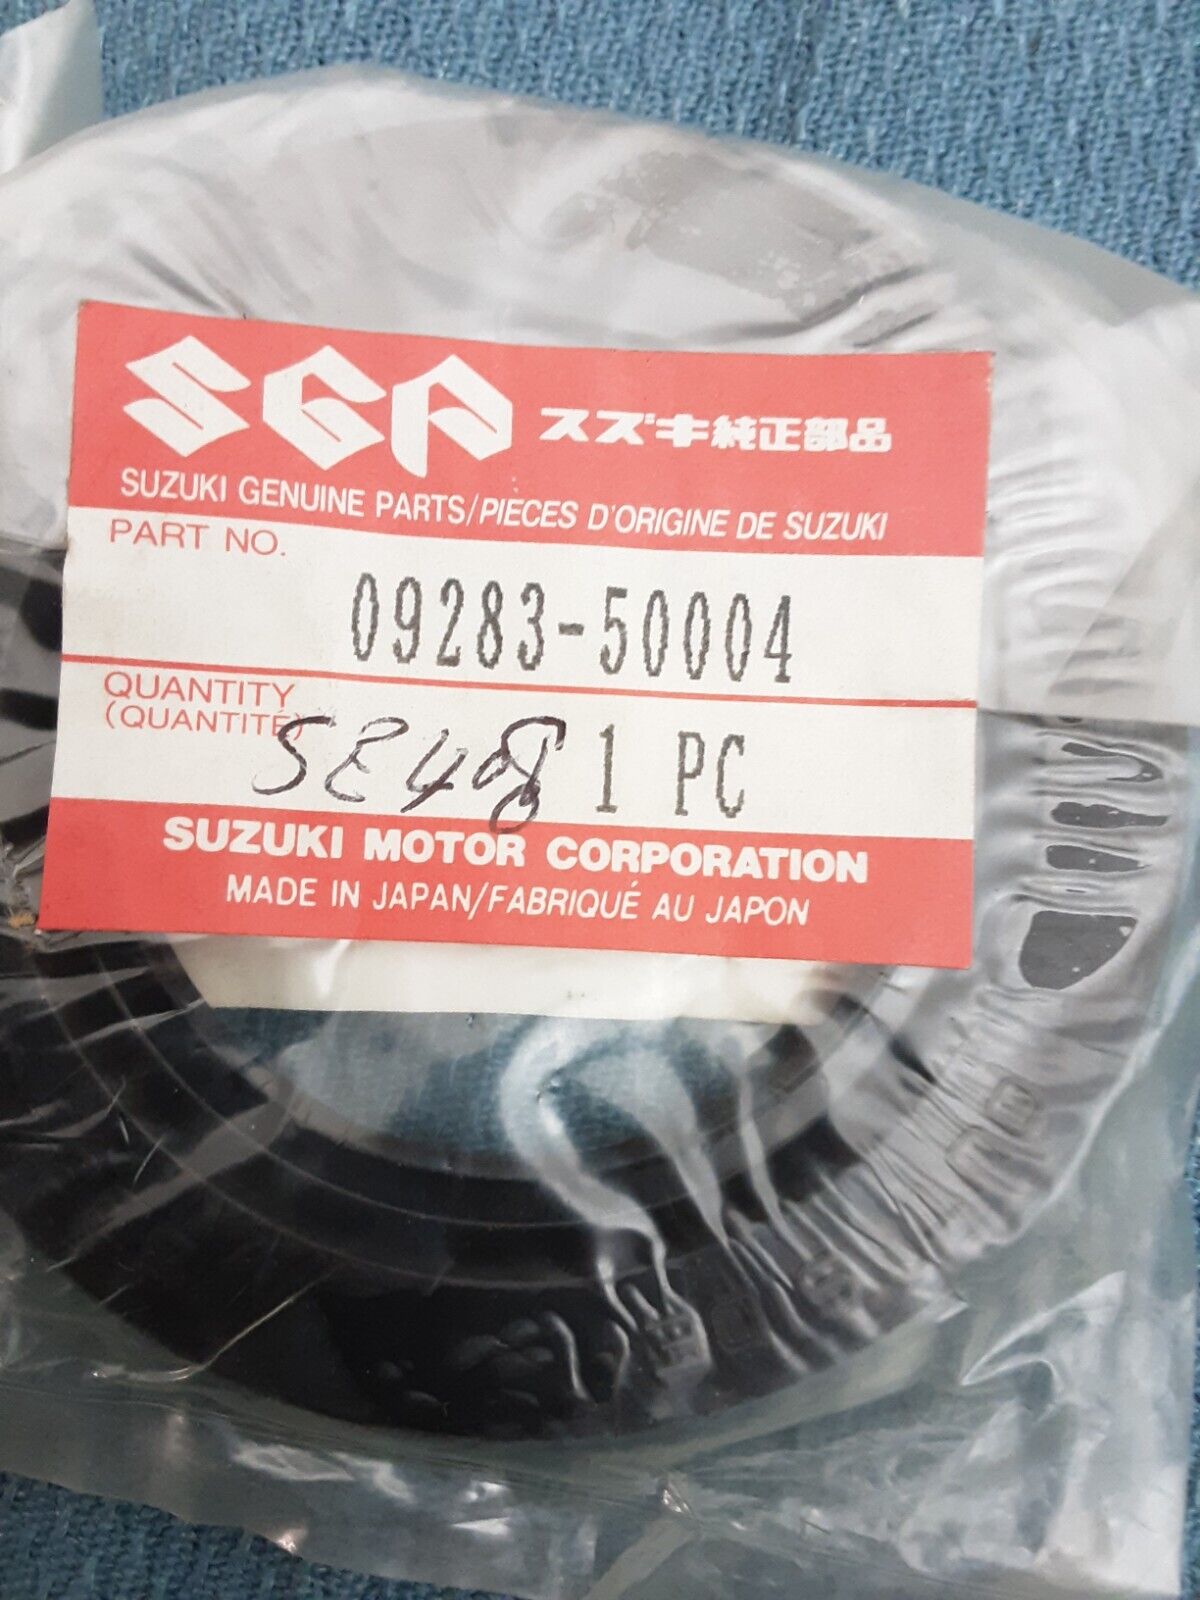 SGP スズキ純正部品
SUZUKI GENUINE PARTS/PIECES D'ORIGINE DE SUZUKI
PART NO.
09283-50004
QUANTITY
(QUANTITÉ)
SE48 1 PC
SUZUKI MOTOR CORPORATION
MADE IN JAPAN/FABRIQUÉ AU JAPON